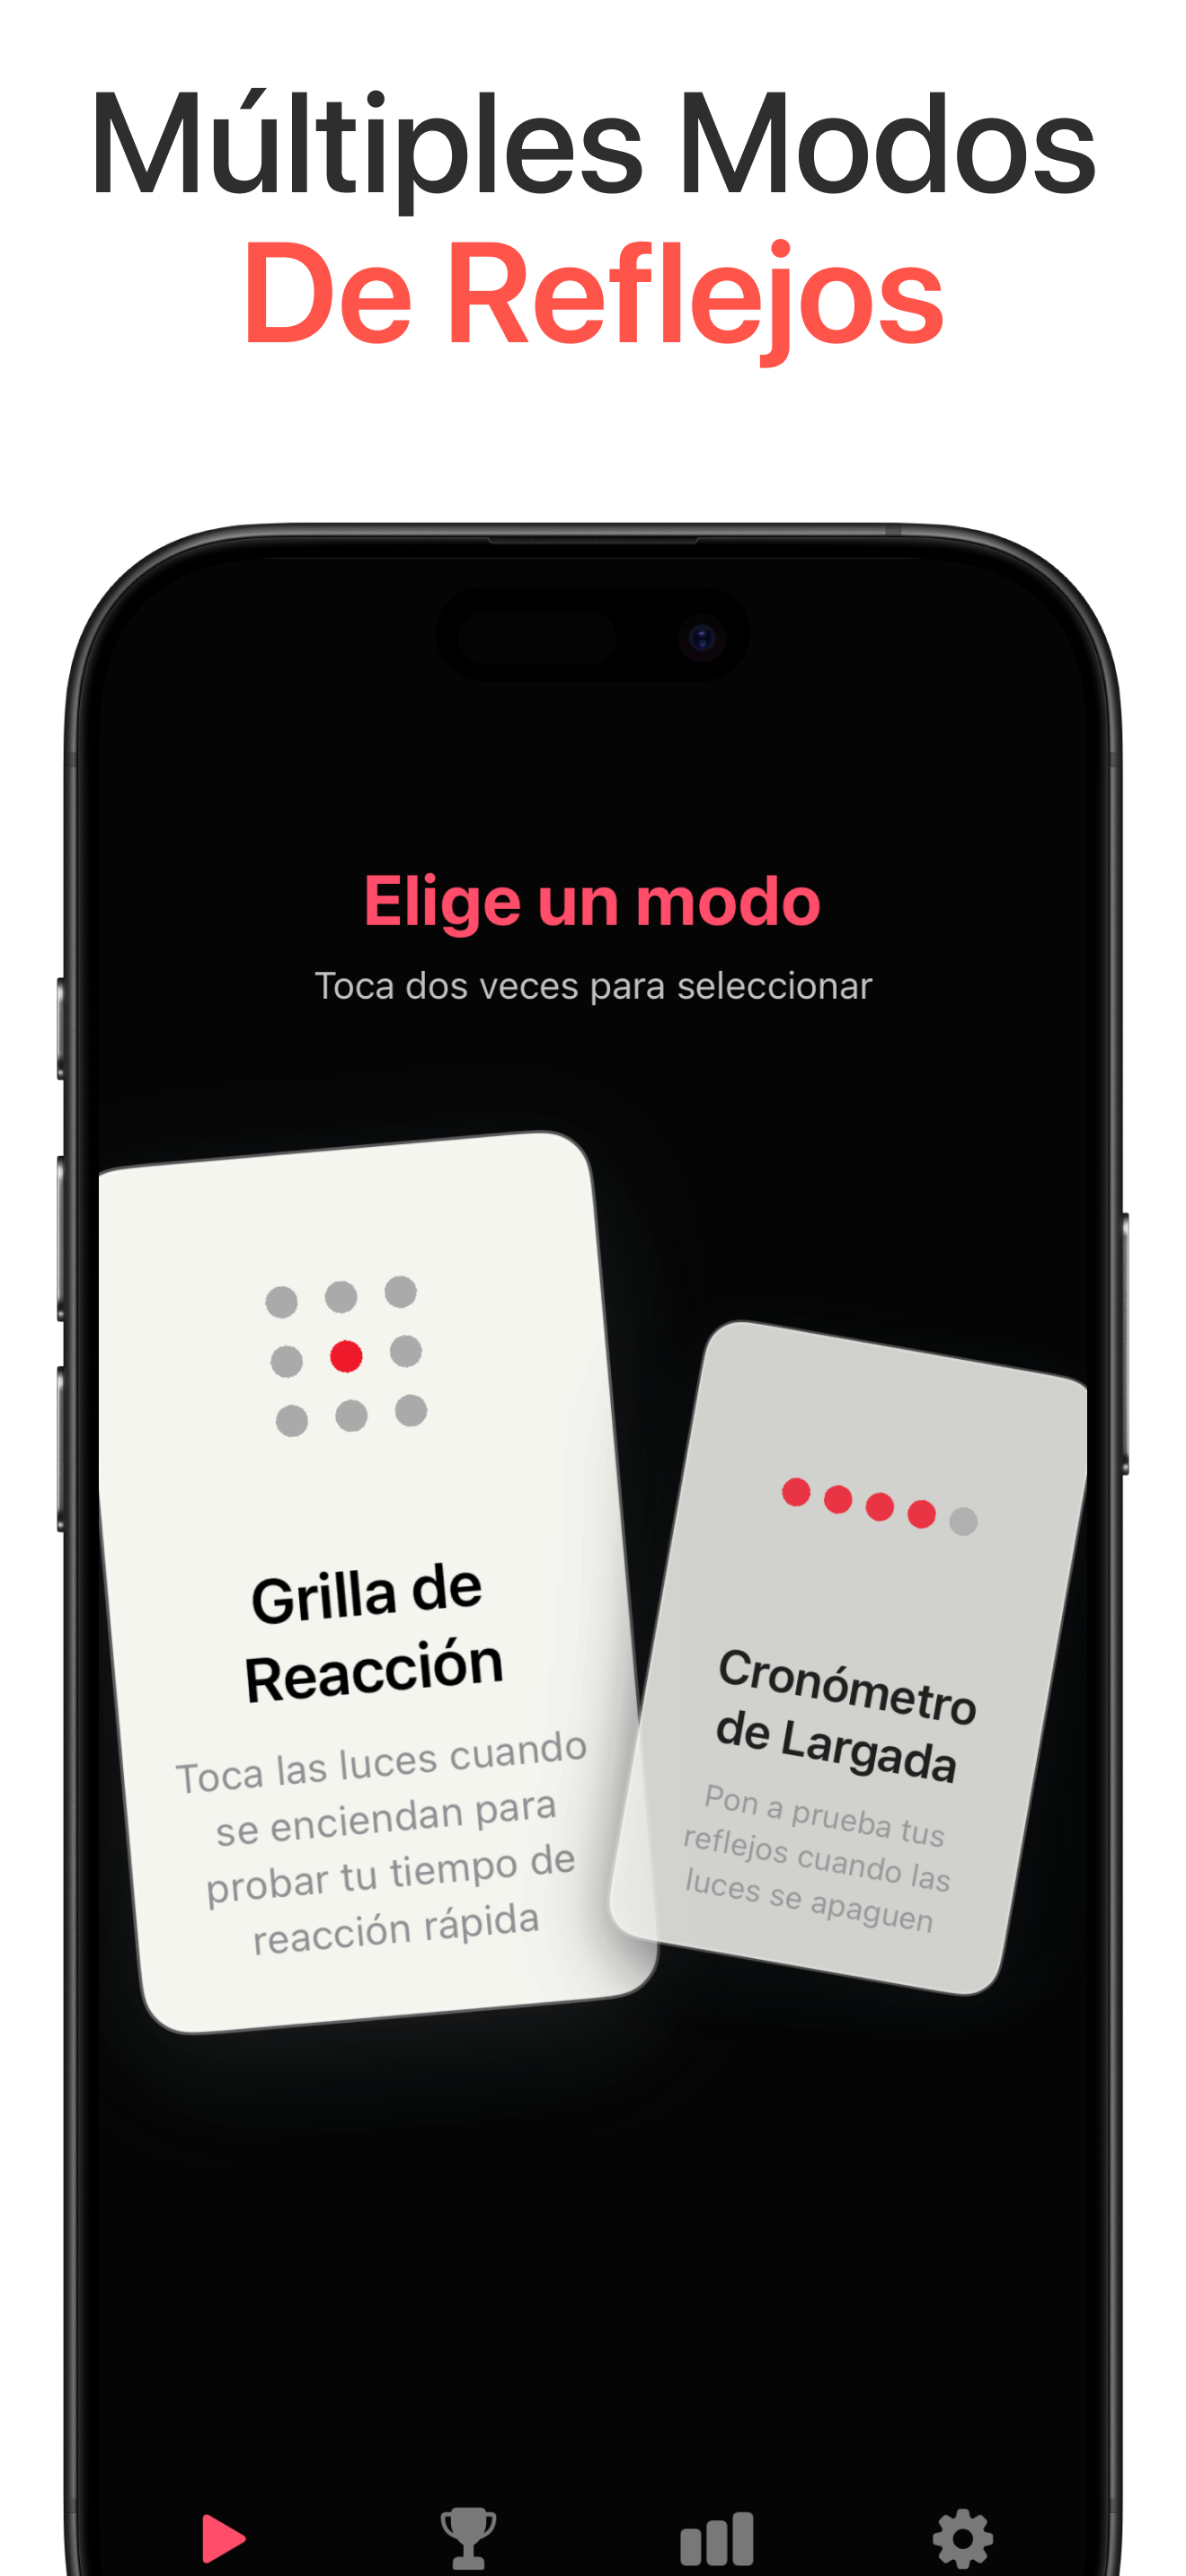 Múltiples Modos
De Reflejos
Elige un modo
Toca dos veces para seleccionar
Grilla de
Reacción
Toca las luces cuando
se enciendan para
probar tu tiempo de
reacción rápida
Cronómetro
de Largada
Pon a prueba tus
reflejos cuando las
luces se apaguen